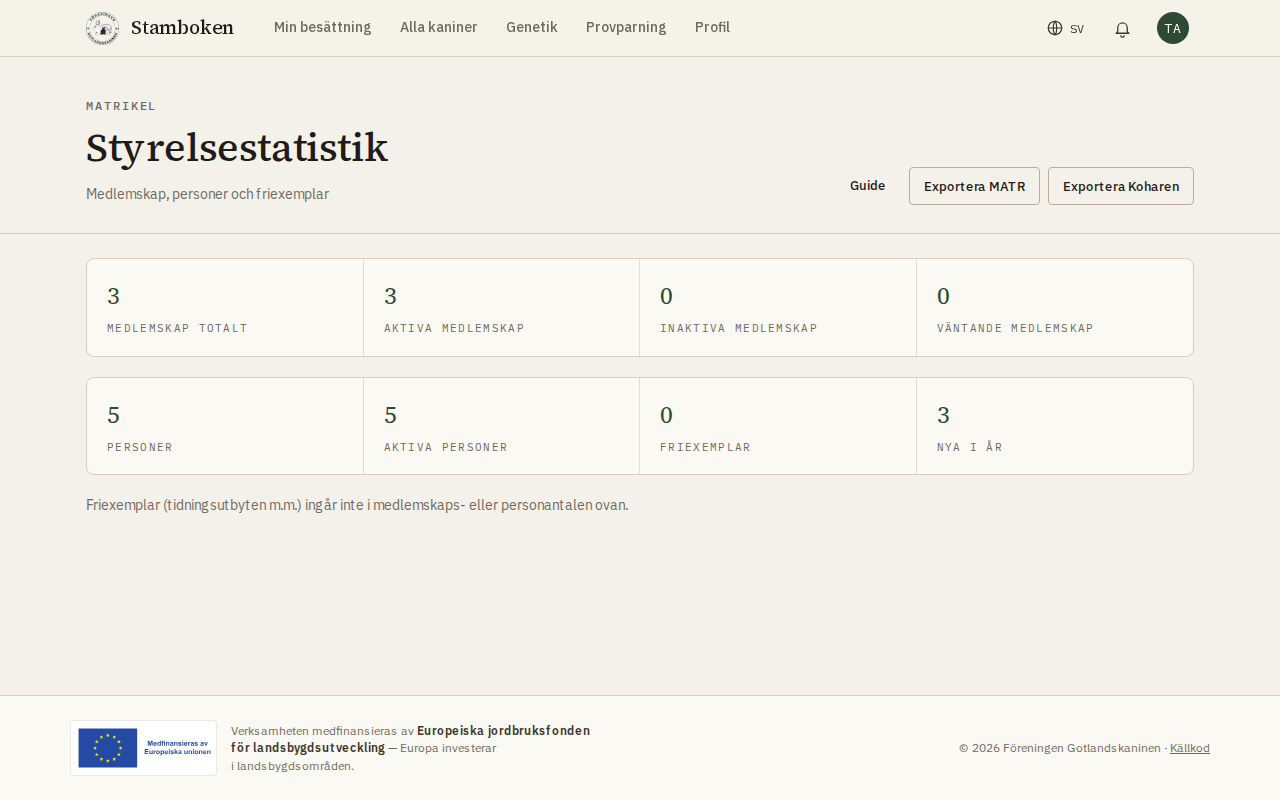 Stamboken
Min besättning
Alla kaniner
Genetik
Provparning
Profil
SV
TA
MATRIKEL
Styrelsestatistik
Medlemskap, personer och friexemplar
Guide
Exportera MATR
Exportera Koharen
3
MEDLEMSKAP TOTALT
3
AKTIVA MEDLEMSKAP
0
INAKTIVA MEDLEMSKAP
0
VÄNTANDE MEDLEMSKAP
5
PERSONER
5
AKTIVA PERSONER
0
FRIEXEMPLAR
3
NYA I ÅR
Friexemplar (tidningsutbyten m.m.) ingår inte i medlemskaps- eller personantalen ovan.
Medfinansieras av
Europeiska unionen
Verksamheten medfinansieras av Europeiska jordbruksfonden
för landsbygdsutveckling — Europa investerar
i landsbygdsområden.
© 2026 Föreningen Gotlandskaninen · Källkod